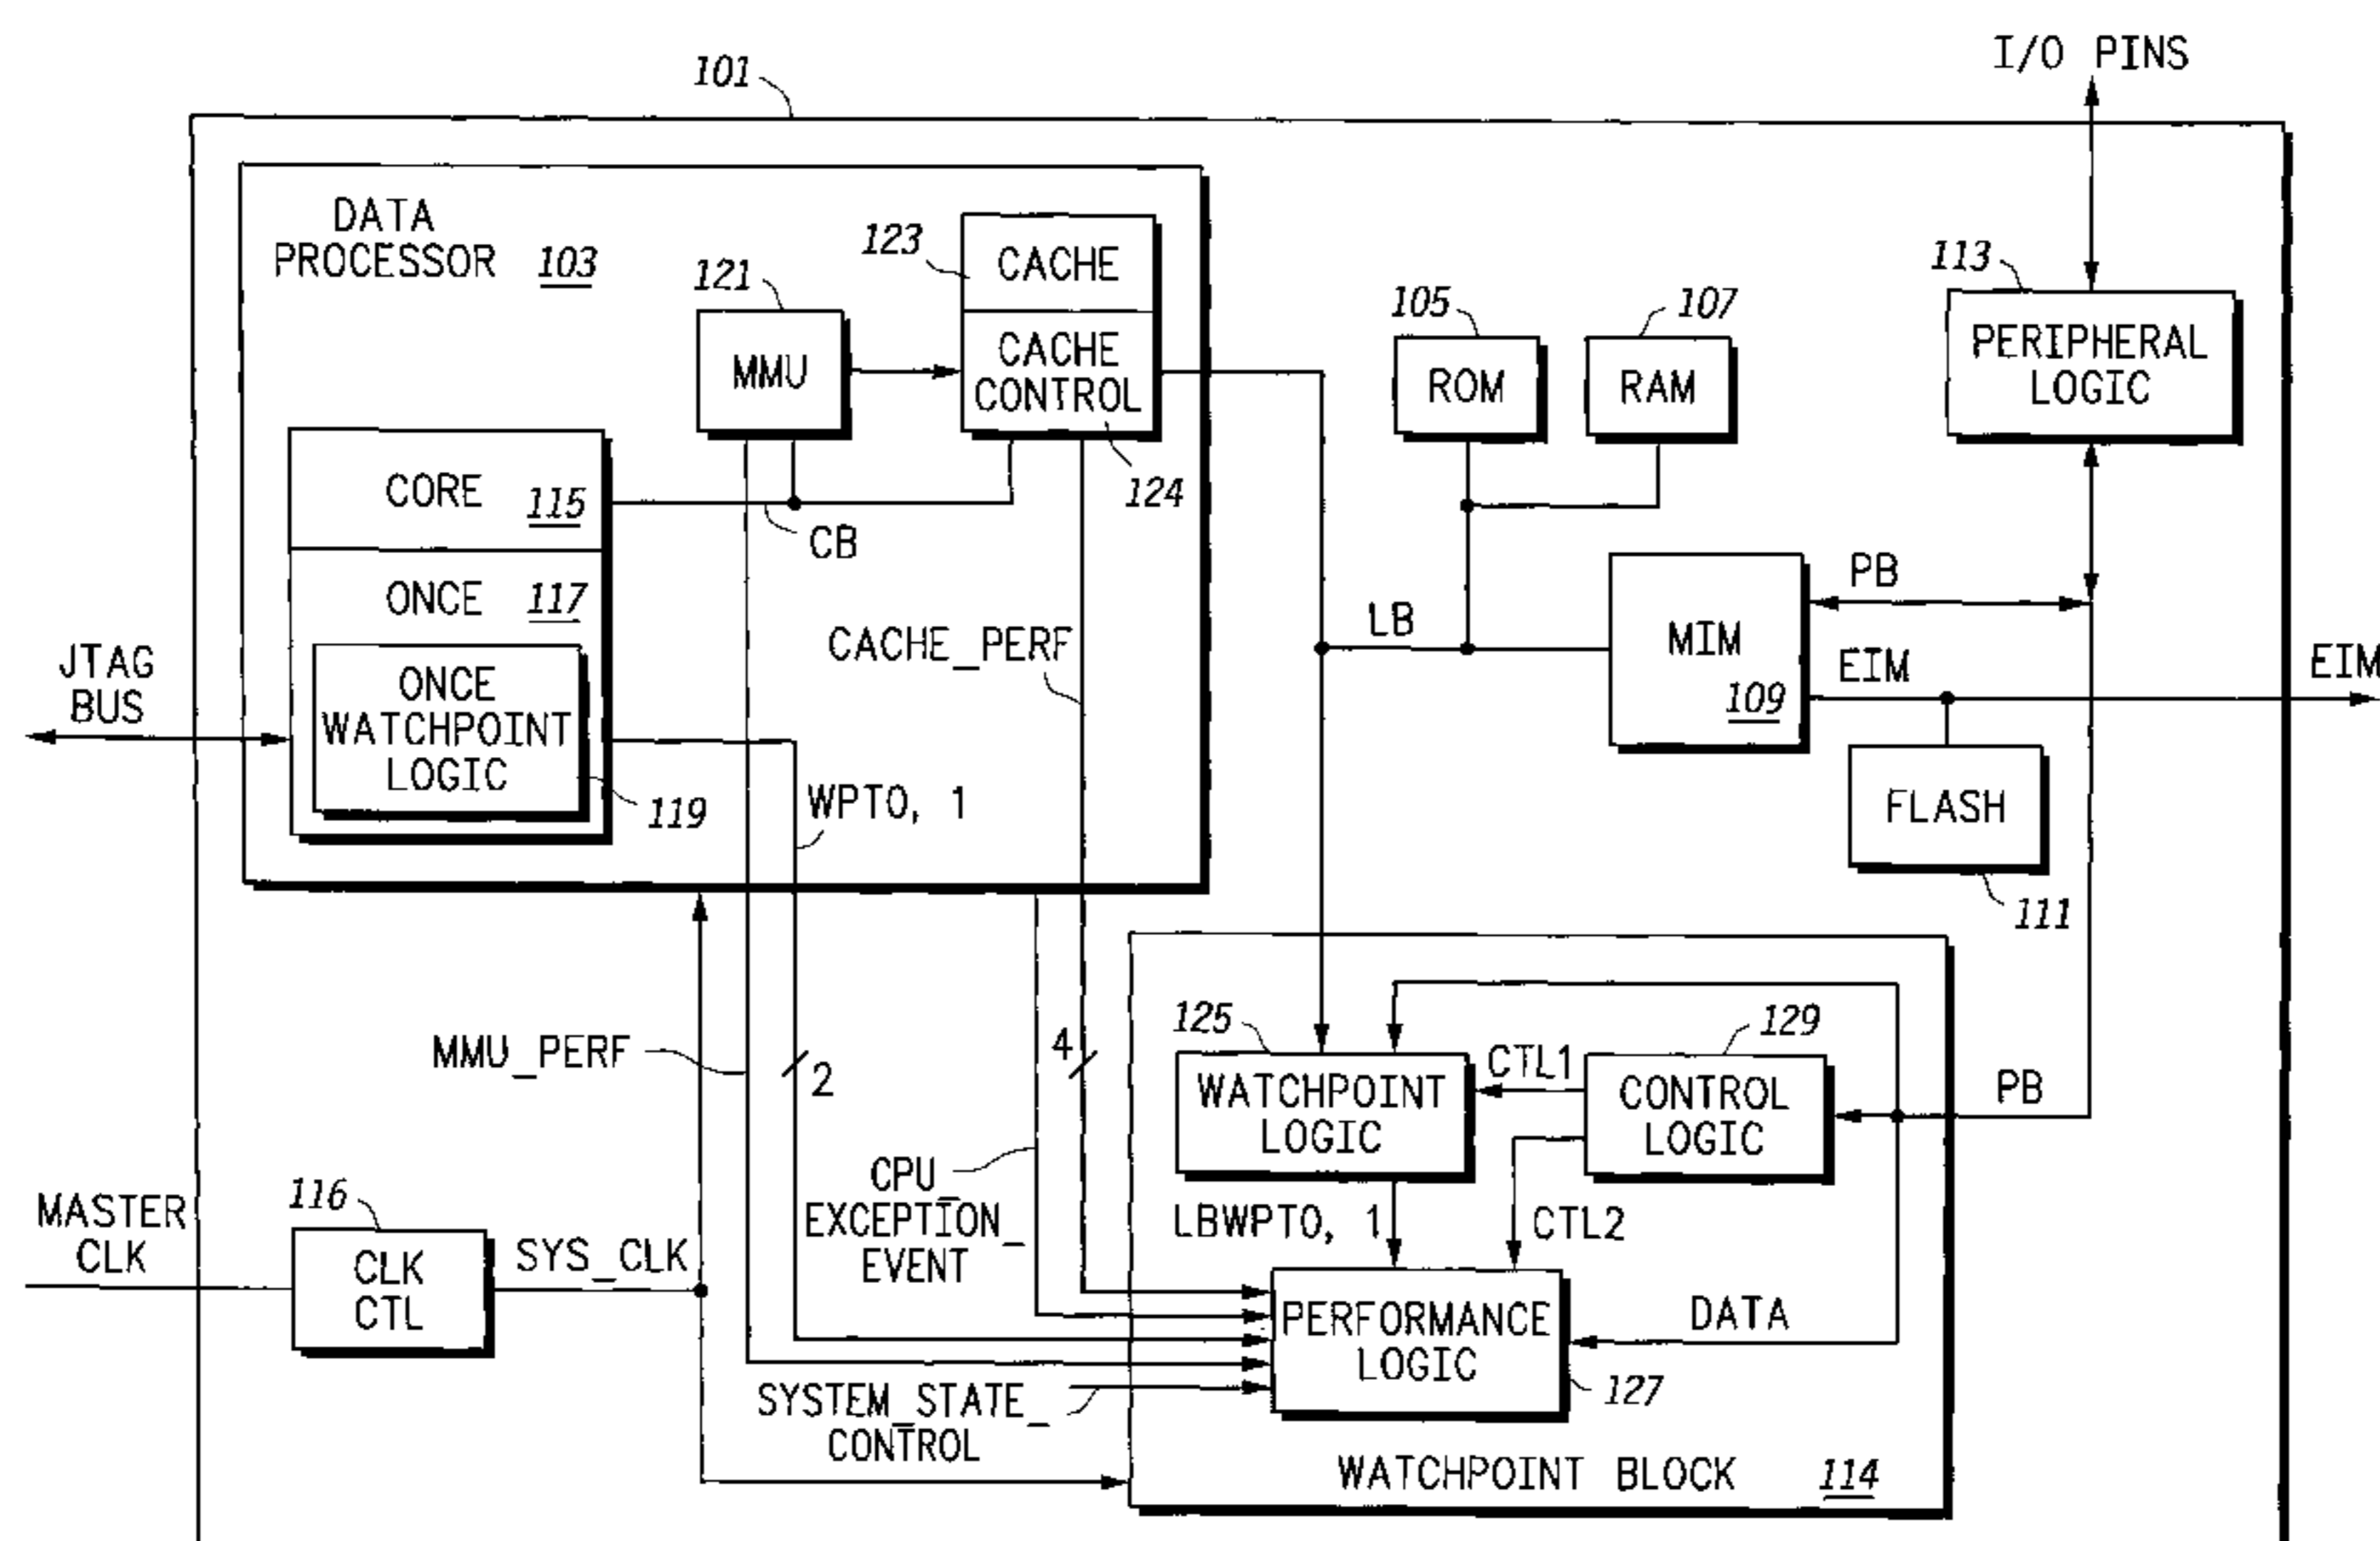 I/O PINS
101
DATA
PROCESSOR 103
121
123
CACHE
CACHE
CONTROL
124
MMU
105
ROM
107
RAM
113
PERIPHERAL
LOGIC
CORE 115
CB
ONCE 117
ONCE
WATCHPOINT
LOGIC
119
JTAG
BUS
CACHE_PERF
WPT0, 1
LB
MIM
109
PB
EIM
EIM
FLASH
111
MMU_PERF
2
4
CPU_
EXCEPTION_
EVENT
125
WATCHPOINT
LOGIC
CTL1
129
CONTROL
LOGIC
PB
LBWPT0, 1
CTL2
MASTER
CLK
116
CLK
CTL
SYS_CLK
PERFORMANCE
LOGIC
127
DATA
SYSTEM_STATE_
CONTROL
WATCHPOINT BLOCK 114